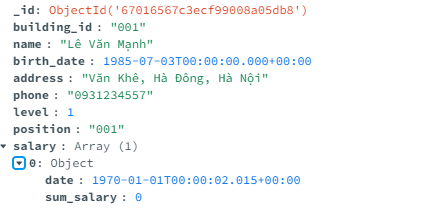 _id: ObjectId('67016567c3ecf99008a05db8')
building_id : "001"
name : "Lê Văn Mạnh"
birth_date : 1985-07-03T00:00:00.000+00:00
address : "Văn Khê, Hà Đông, Hà Nội"
phone : "0931234557"
level : 1
position : "001"
salary : Array (1)
0: Object
date : 1970-01-01T00:00:02.015+00:00
sum_salary : 0